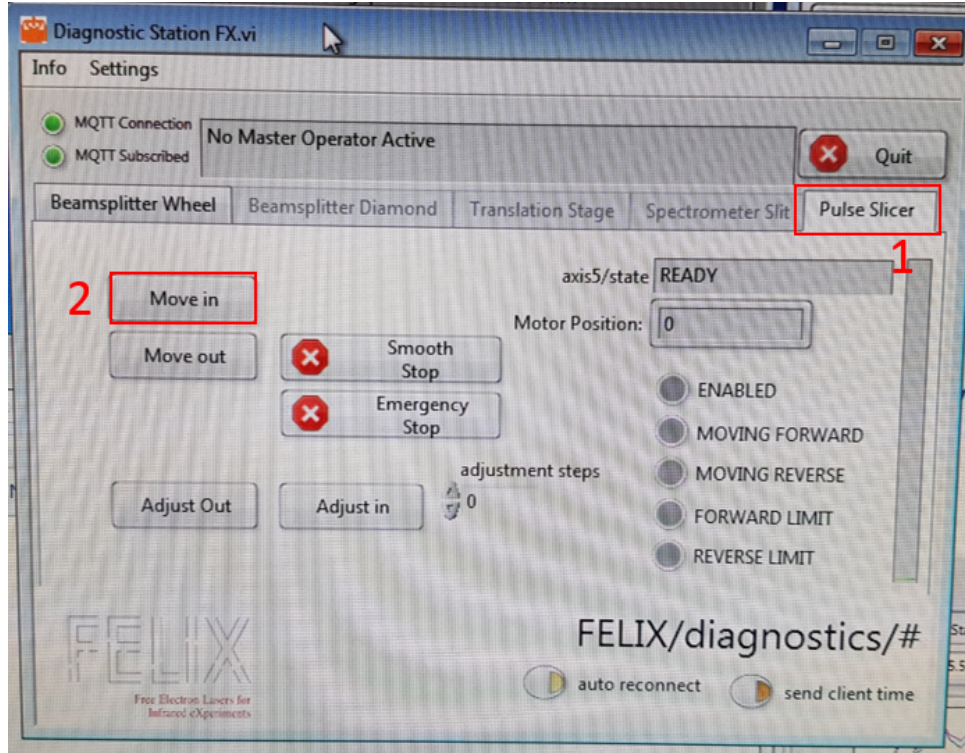 Diagnostic Station FX.vi
Info Settings
MQTT Connection
MQTT Subscribed
No Master Operator Active
Quit
Beamsplitter Wheel Beamsplitter Diamond Translation Stage Spectrometer Slit Pulse Slicer
1
2
Move in
Move out
Smooth
Stop
Emergency
Stop
Adjust Out
Adjust in
adjustment steps
0
axis5/state READY
Motor Position: 0
ENABLED
MOVING FORWARD
MOVING REVERSE
FORWARD LIMIT
REVERSE LIMIT
FELIX
Free Electron Lasers for
Infrared eXperiments
FELIX/diagnostics/#
auto reconnect
send client time